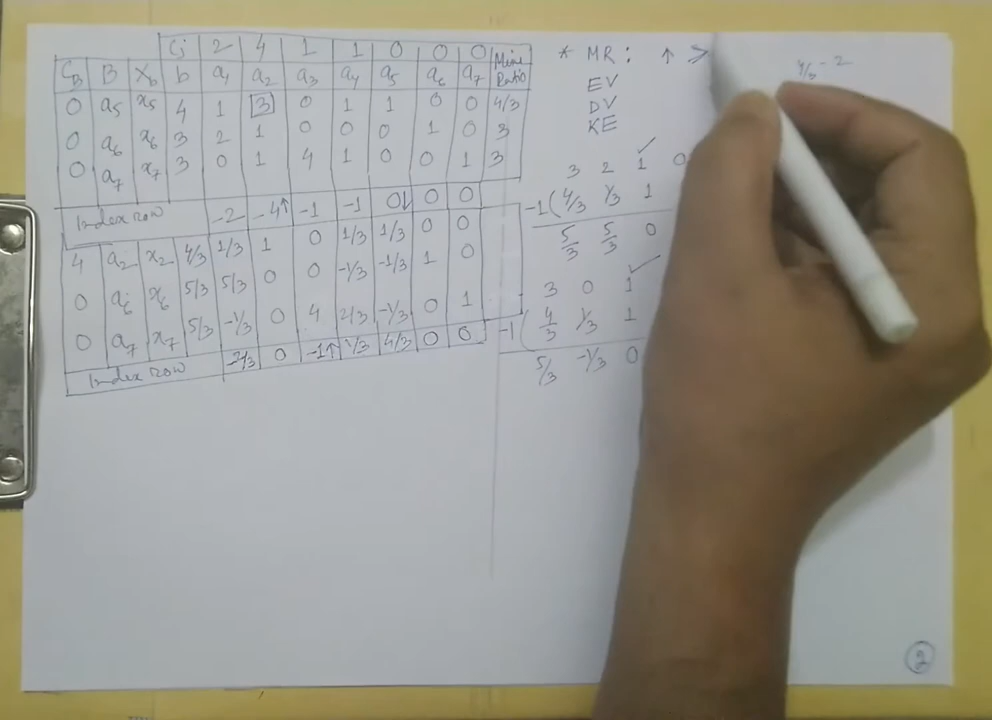 Cj 2 4 1 1 0 0 0 Mini Ratio
CB B XB b a1 a2 a3 a4 a5 a6 a7
0 a5 x5 4 1 3 0 1 1 0 0 4/3
0 a6 x6 3 2 1 0 0 0 1 0 3
0 a7 x7 3 0 1 4 1 0 0 1 3
Index row -2 -4↑ -1 -1 0↓ 0 0
4 a2 x2 4/3 1/3 1 0 1/3 1/3 0 0
0 a6 x6 5/3 5/3 0 0 -1/3 -1/3 1 0
0 a7 x7 5/3 -1/3 0 4 2/3 -1/3 0 1
Index row -2/3 0 -1↑ 1/3 4/3 0 0
* MR : ↑ >
EV
DV
KE
4/3 - 2
3 2 1 0
-1 ( 4/3 1/3 1
5/3 5/3 0
3 0 1
-1 ( 4/3 1/3 1
5/3 -1/3 0
2